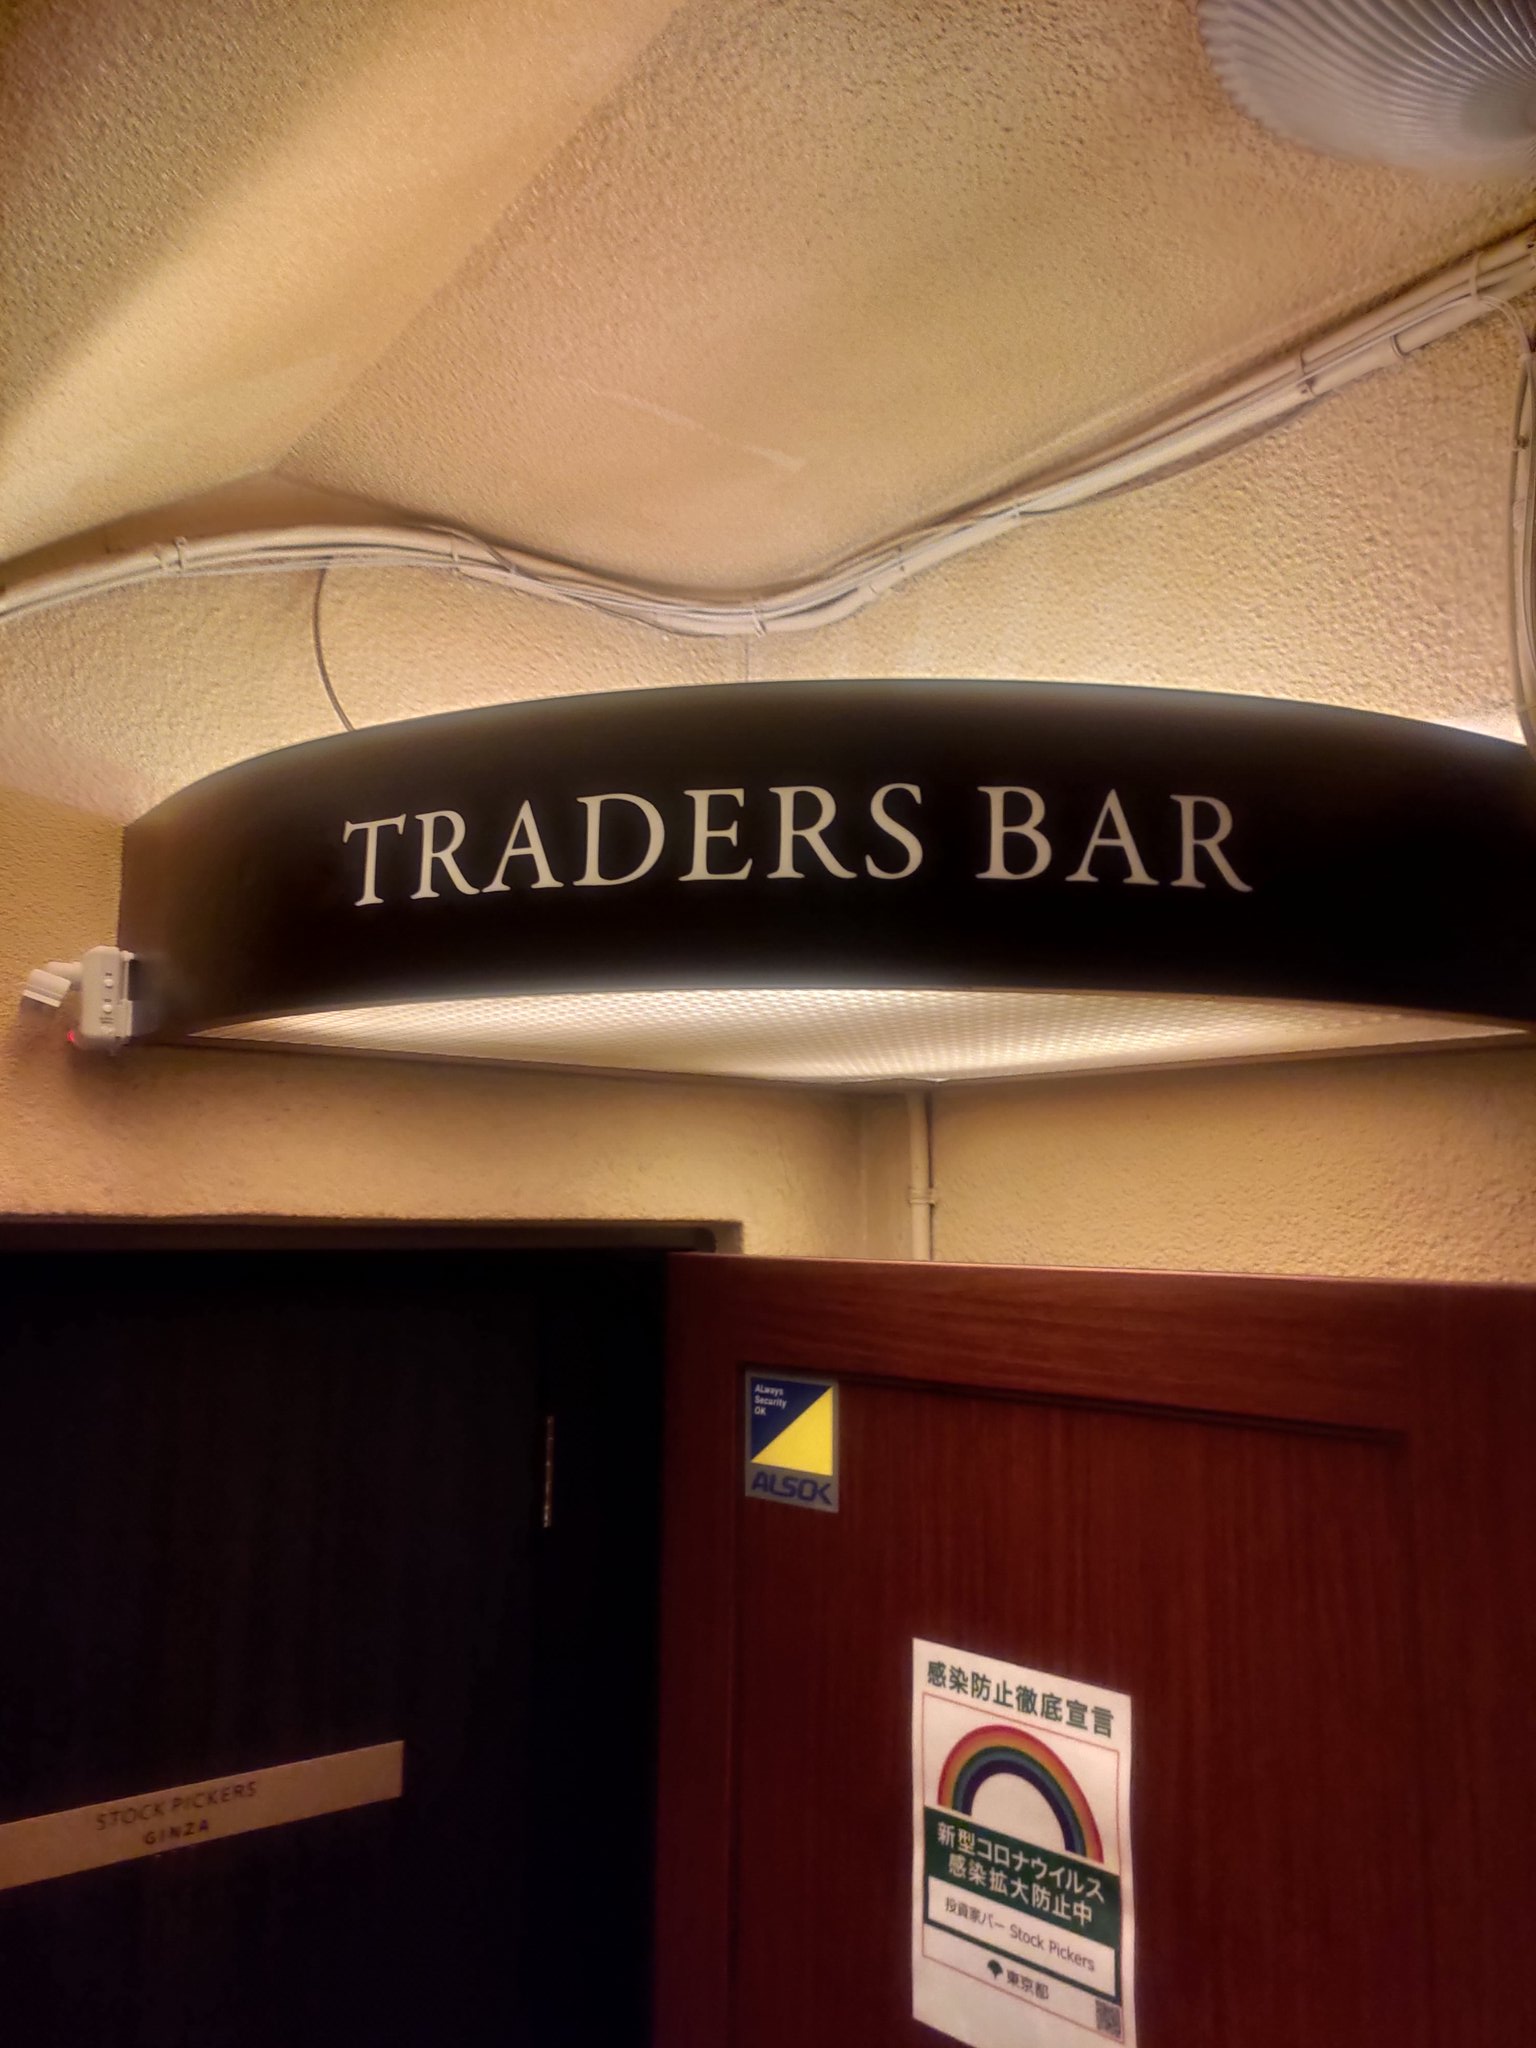 TRADERS BAR
ALways
Security
OK
ALSOK
STOCK PICKERS
GINZA
感染防止徹底宣言
新型コロナウイルス
感染拡大防止中
投資家バー Stock Pickers
東京都